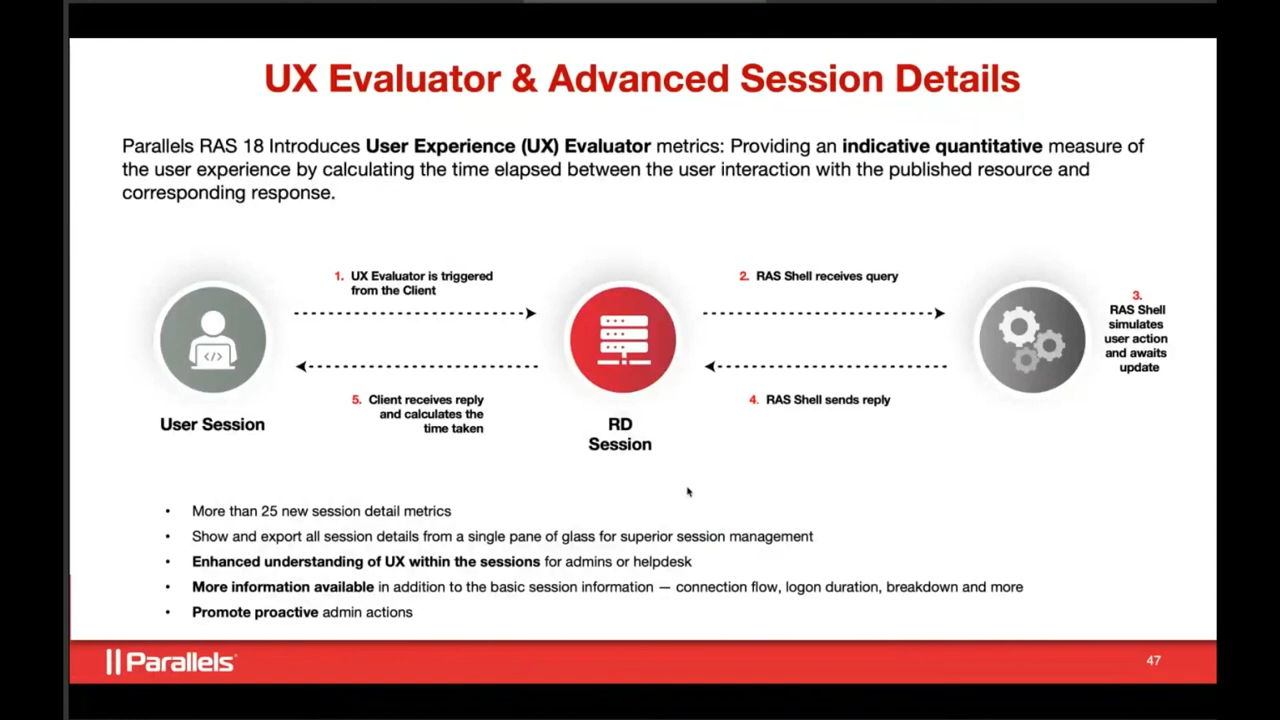 UX Evaluator & Advanced Session Details
Parallels RAS 18 Introduces User Experience (UX) Evaluator metrics: Providing an indicative quantitative measure of
the user experience by calculating the time elapsed between the user interaction with the published resource and
corresponding response.
1. UX Evaluator is triggered
from the Client
2. RAS Shell receives query
3.
RAS Shell
simulates
user action
and awaits
update
</>
5. Client receives reply
and calculates the
time taken
4. RAS Shell sends reply
User Session
RD
Session
• More than 25 new session detail metrics
• Show and export all session details from a single pane of glass for superior session management
• Enhanced understanding of UX within the sessions for admins or helpdesk
• More information available in addition to the basic session information — connection flow, logon duration, breakdown and more
• Promote proactive admin actions
Parallels
47